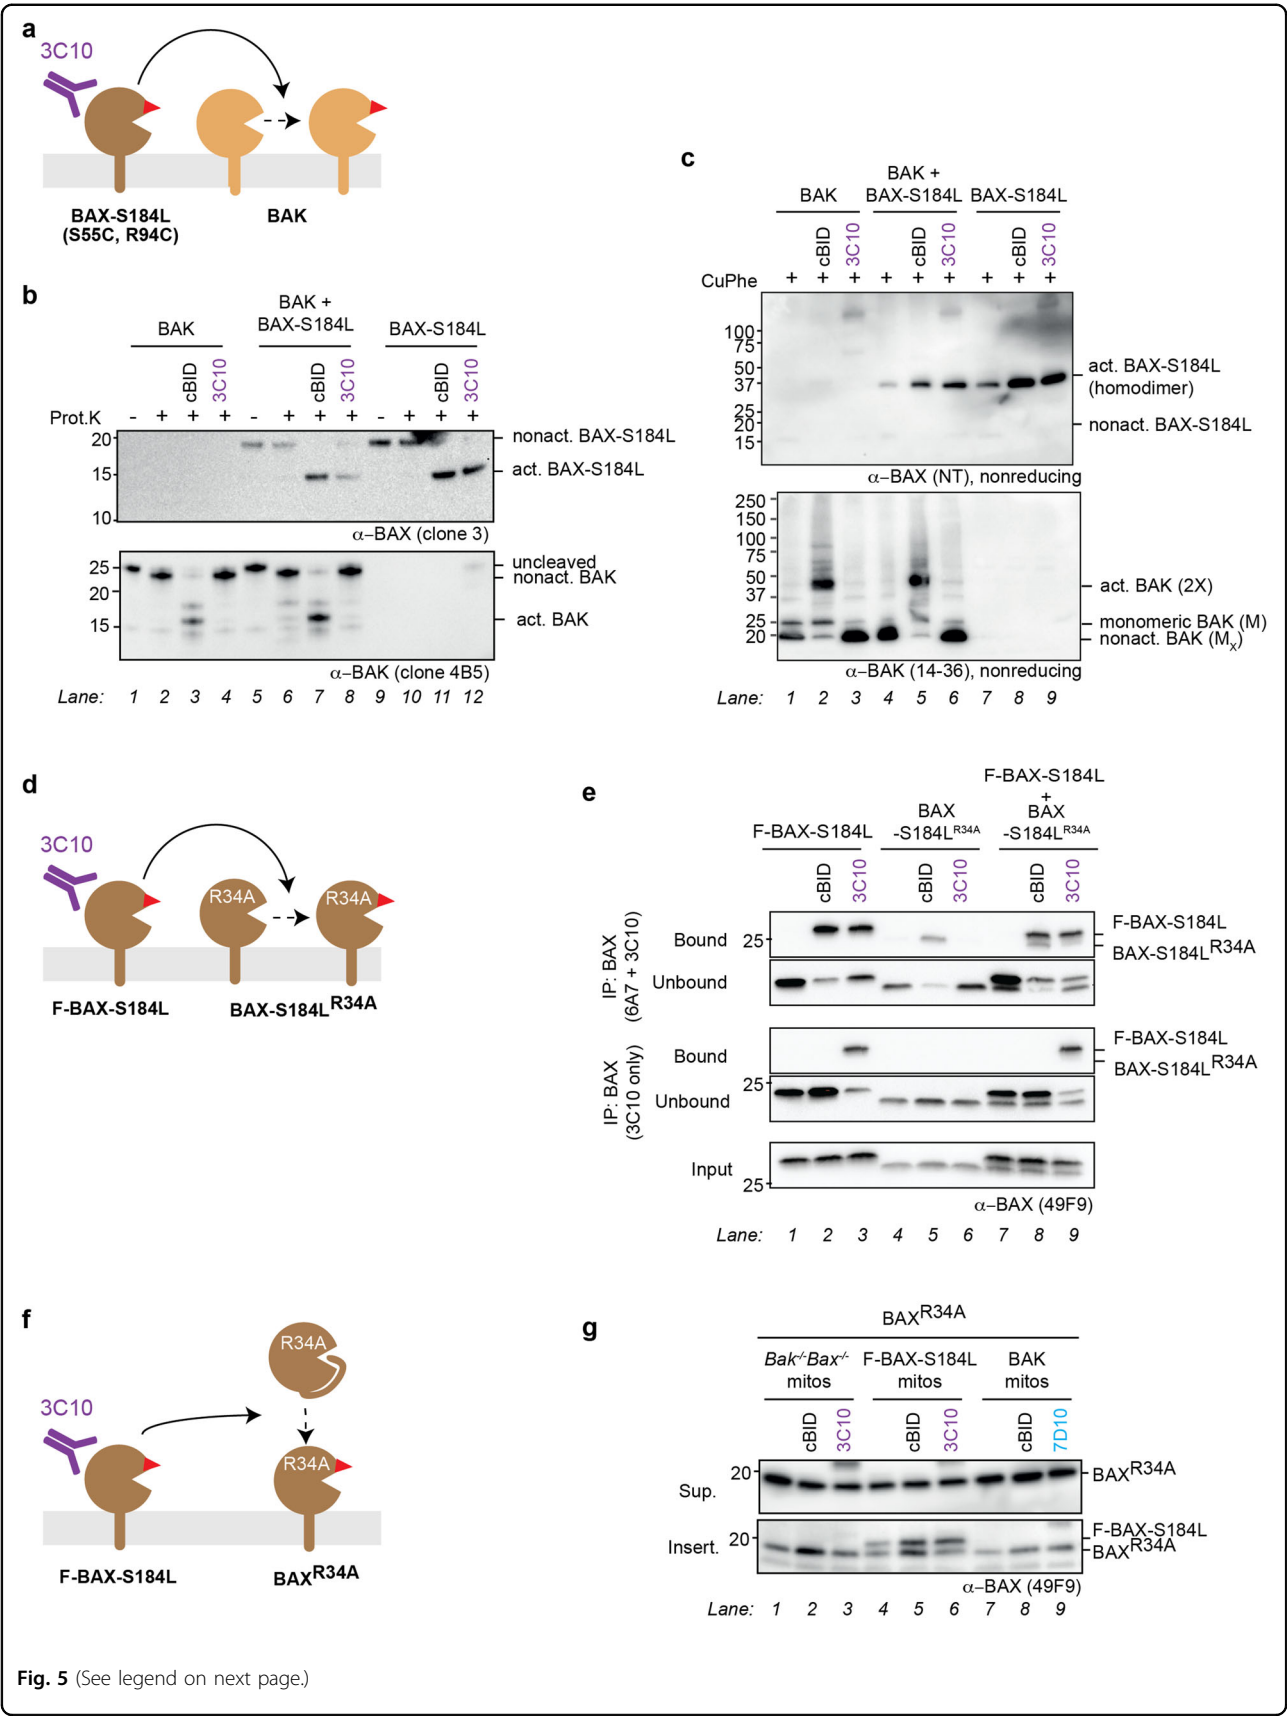 a
3C10
BAX-S184L
(S55C, R94C)
BAK
b
BAK
BAK +
BAX-S184L
BAX-S184L
cBID
3C10
cBID
3C10
cBID
3C10
Prot.K
- + + + - + + + - + + +
20
15
10
nonact. BAX-S184L
act. BAX-S184L
α–BAX (clone 3)
25
20
15
uncleaved
nonact. BAK
act. BAK
α–BAK (clone 4B5)
Lane: 1 2 3 4 5 6 7 8 9 10 11 12
c
BAK
BAK +
BAX-S184L
BAX-S184L
cBID
3C10
cBID
3C10
cBID
3C10
CuPhe + + + + + + + + +
100
75
50
37
25
20
15
act. BAX-S184L
(homodimer)
nonact. BAX-S184L
α–BAX (NT), nonreducing
250
150
100
75
50
37
25
20
act. BAK (2X)
monomeric BAK (M)
nonact. BAK (Mx)
α–BAK (14-36), nonreducing
Lane: 1 2 3 4 5 6 7 8 9
d
3C10
R34A
R34A
F-BAX-S184L
BAX-S184LR34A
e
F-BAX-S184L
BAX
-S184LR34A
F-BAX-S184L
+
BAX
-S184LR34A
cBID
3C10
cBID
3C10
cBID
3C10
IP: BAX
(6A7 + 3C10)
Bound
25
F-BAX-S184L
BAX-S184LR34A
Unbound
IP: BAX
(3C10 only)
Bound
F-BAX-S184L
BAX-S184LR34A
25
Unbound
Input
25
α–BAX (49F9)
Lane: 1 2 3 4 5 6 7 8 9
f
R34A
3C10
R34A
F-BAX-S184L
BAXR34A
g
BAXR34A
Bak-/-Bax-/-
mitos
F-BAX-S184L
mitos
BAK
mitos
cBID
3C10
cBID
3C10
cBID
7D10
20
Sup.
BAXR34A
20
Insert.
F-BAX-S184L
BAXR34A
α–BAX (49F9)
Lane: 1 2 3 4 5 6 7 8 9
Fig. 5 (See legend on next page.)